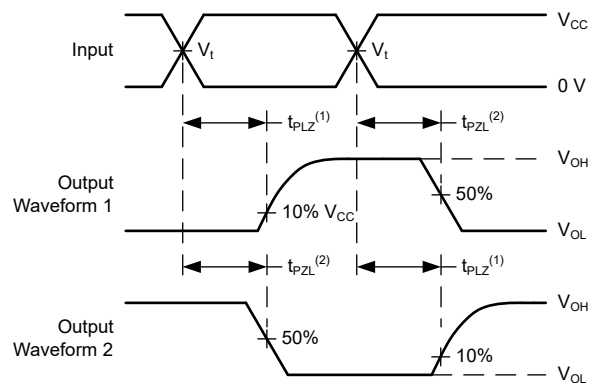 V_CC
Input
V_t
V_t
0 V
t_PLZ^(1)
t_PZL^(2)
V_OH
Output
Waveform 1
50%
10% V_CC
V_OL
t_PZL^(2)
t_PLZ^(1)
V_OH
Output
Waveform 2
50%
10%
V_OL